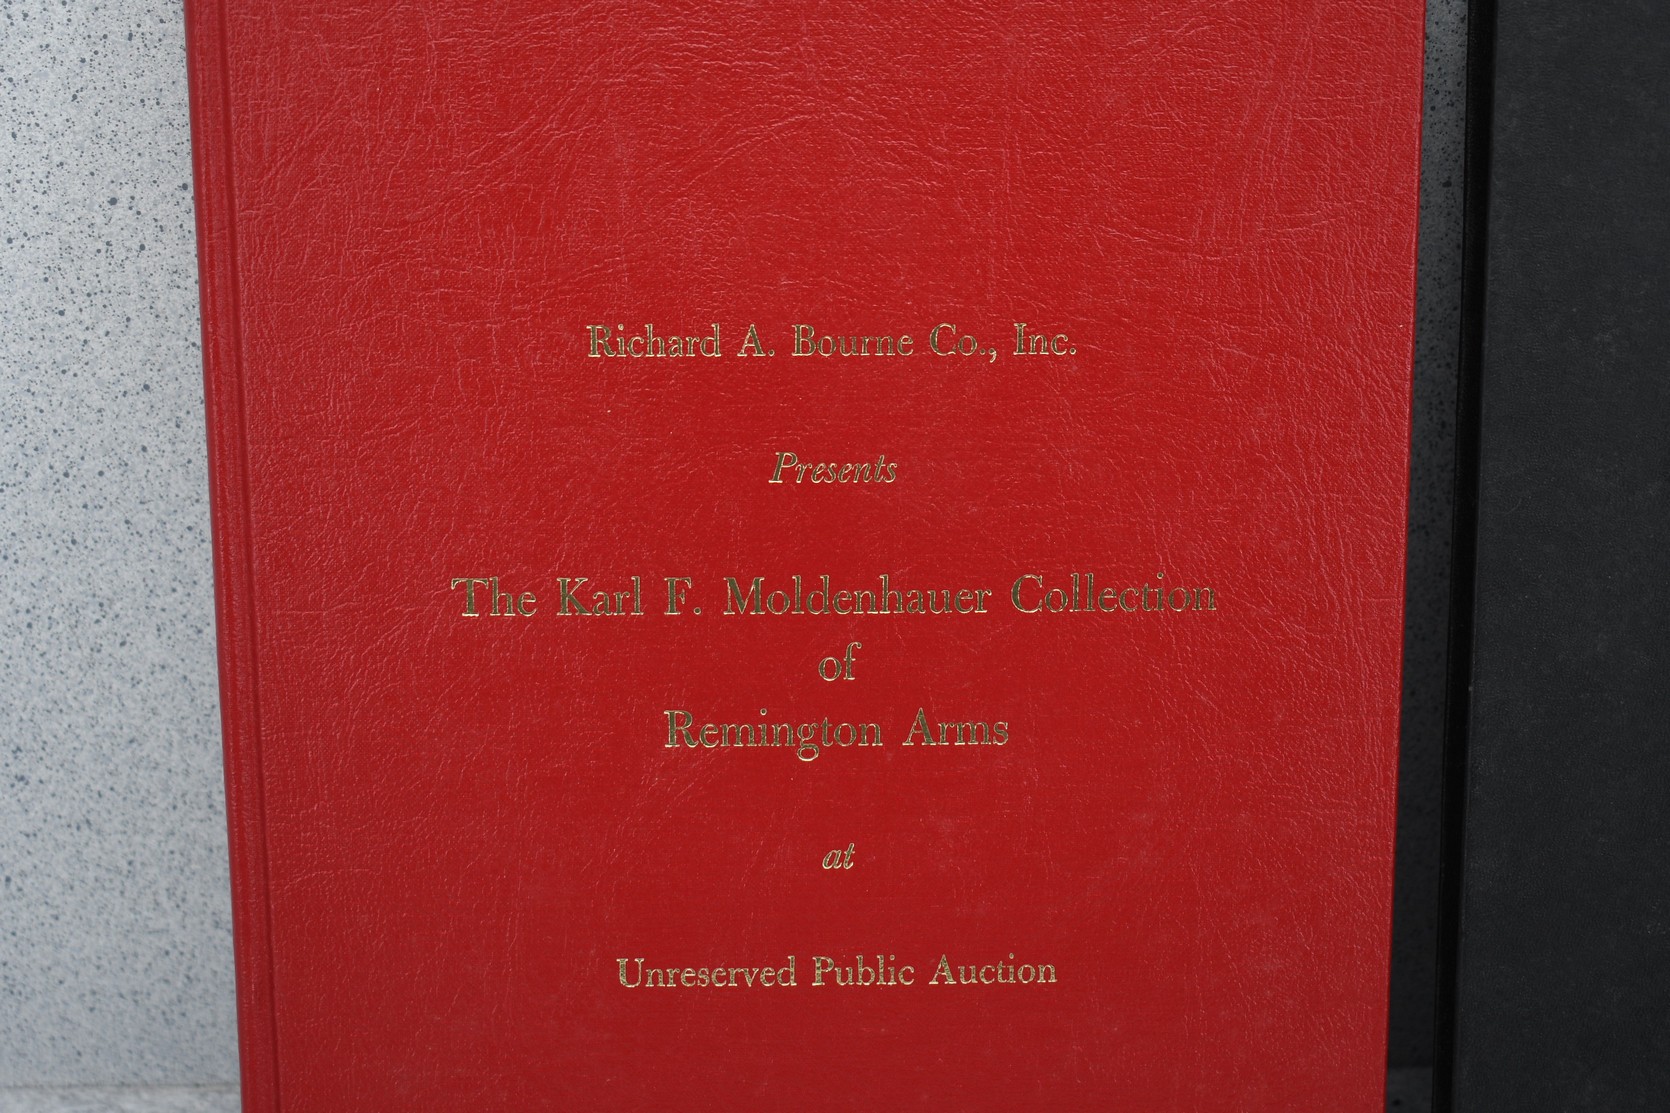 Richard A. Bourne Co., Inc.
Presents
The Karl F. Moldenhauer Collection
of
Remington Arms
at
Unreserved Public Auction